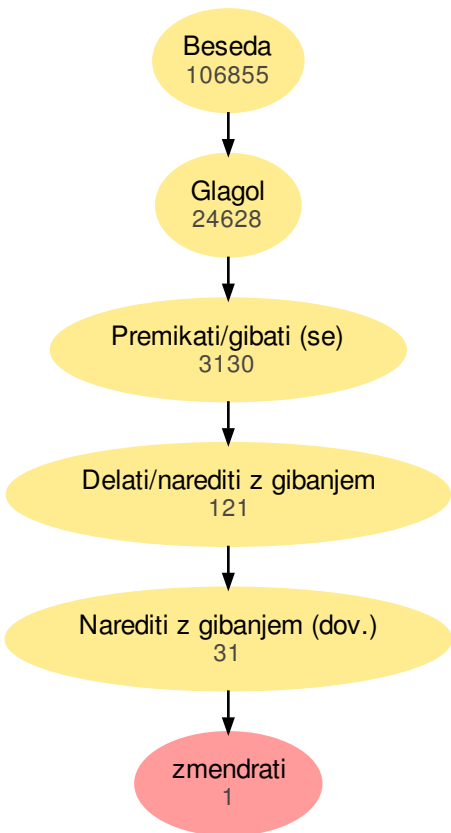 Beseda
106855
Glagol
24628
Premikati/gibati (se)
3130
Delati/narediti z gibanjem
121
Narediti z gibanjem (dov.)
31
zmendrati
1